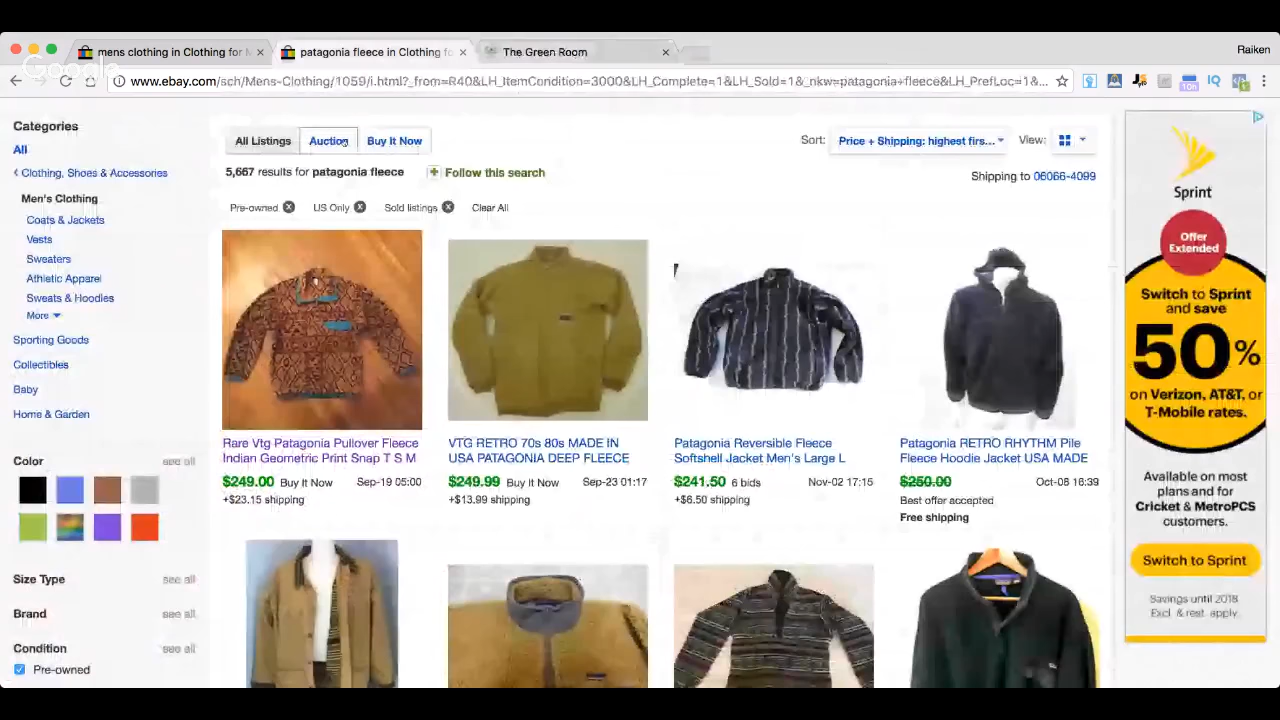 mens clothing in Clothing for M
patagonia fleece in Clothing fo
The Green Room
Raiken
Google
www.ebay.com/sch/Mens-Clothing/1059/i.html?_from=R40&LH_ItemCondition=3000&LH_Complete=1&LH_Sold=1&_nkw=patagonia+fleece&LH_PrefLoc=1&...
10h
IQ
Categories
All
Clothing, Shoes & Accessories
Men's Clothing
Coats & Jackets
Vests
Sweaters
Athletic Apparel
Sweats & Hoodies
More
Sporting Goods
Collectibles
Baby
Home & Garden
Color see all
Size Type see all
Brand see all
Condition see all
Pre-owned
All Listings Auction Buy It Now
Sort: Price + Shipping: highest firs... View:
5,667 results for patagonia fleece Follow this search
Shipping to 06066-4099
Pre-owned US Only Sold listings Clear All
Rare Vtg Patagonia Pullover Fleece
Indian Geometric Print Snap T S M
$249.00 Buy It Now Sep-19 05:00
+$23.15 shipping
VTG RETRO 70s 80s MADE IN
USA PATAGONIA DEEP FLEECE
$249.99 Buy It Now Sep-23 01:17
+$13.99 shipping
Patagonia Reversible Fleece
Softshell Jacket Men's Large L
$241.50 6 bids Nov-02 17:15
+$6.50 shipping
Patagonia RETRO RHYTHM Pile
Fleece Hoodie Jacket USA MADE
$250.00 Oct-08 16:39
Best offer accepted
Free shipping
Sprint
Offer
Extended
Switch to Sprint
and save
50%
on Verizon, AT&T, or
T-Mobile rates.
Available on most
plans and for
Cricket & MetroPCS
customers.
Switch to Sprint
Savings until 2018.
Excl. & rest. apply.